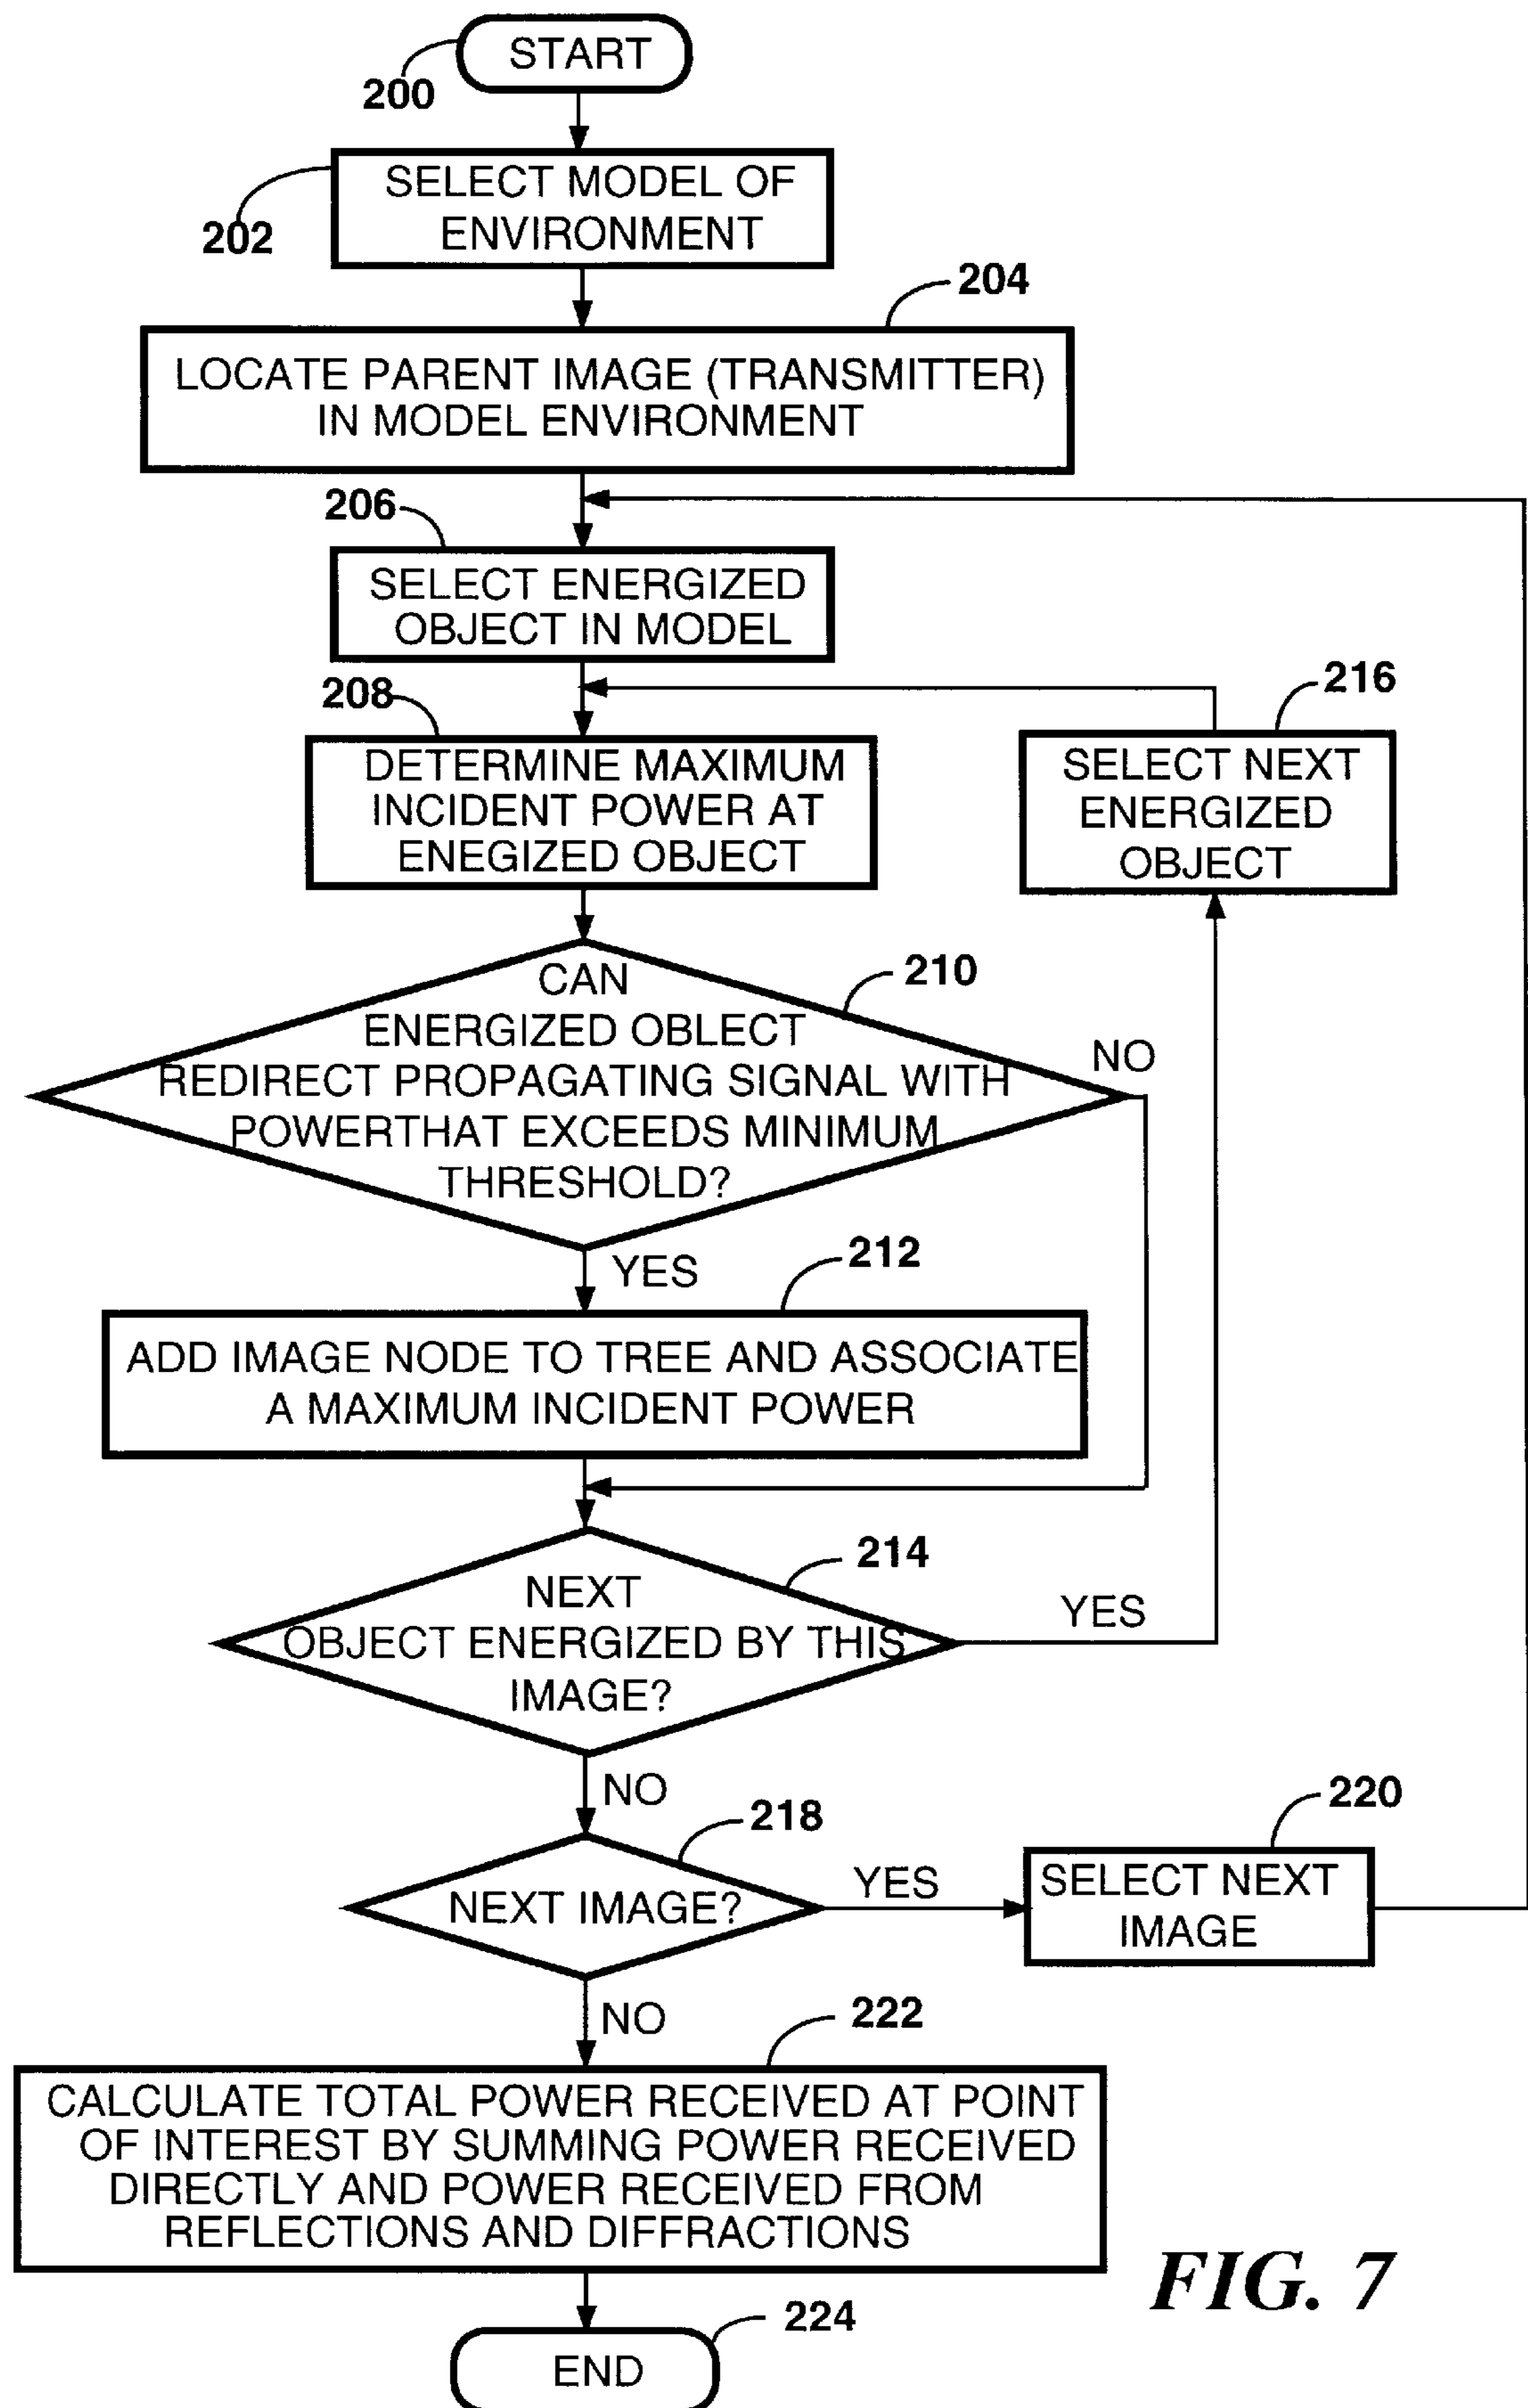 START
200
SELECT MODEL OF
ENVIRONMENT
202
204
LOCATE PARENT IMAGE (TRANSMITTER)
IN MODEL ENVIRONMENT
206
SELECT ENERGIZED
OBJECT IN MODEL
208
216
DETERMINE MAXIMUM
INCIDENT POWER AT
ENEGIZED OBJECT
SELECT NEXT
ENERGIZED
OBJECT
210
CAN
ENERGIZED OBLECT
REDIRECT PROPAGATING SIGNAL WITH
POWERTHAT EXCEEDS MINIMUM
THRESHOLD?
NO
YES
212
ADD IMAGE NODE TO TREE AND ASSOCIATE
A MAXIMUM INCIDENT POWER
214
NEXT
OBJECT ENERGIZED BY THIS
IMAGE?
YES
NO
218
220
NEXT IMAGE?
YES
SELECT NEXT
IMAGE
NO
222
CALCULATE TOTAL POWER RECEIVED AT POINT
OF INTEREST BY SUMMING POWER RECEIVED
DIRECTLY AND POWER RECEIVED FROM
REFLECTIONS AND DIFFRACTIONS
FIG. 7
224
END